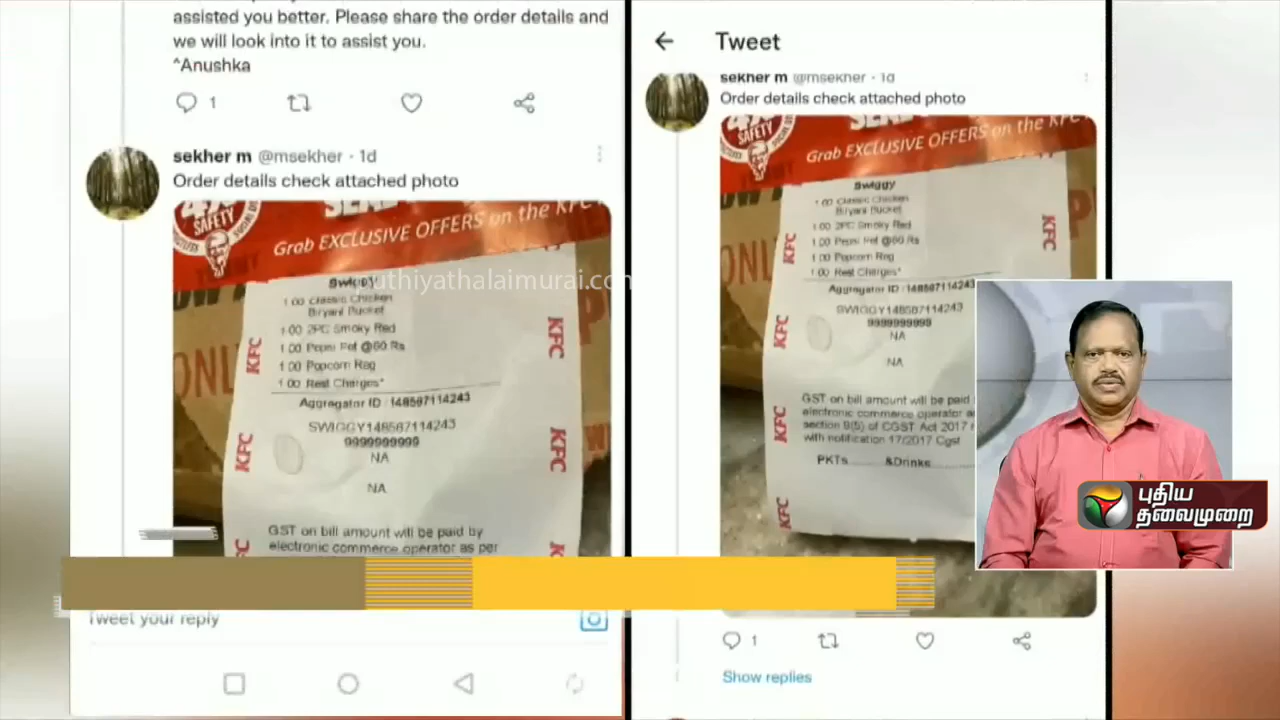 assisted you better. Please share the order details and
we will look into it to assist you.
^Anushka
1
sekher m @msekher · 1d
Order details check attached photo
SAFETY
Grab EXCLUSIVE OFFERS on the KFC
Swiggy
puthiyathalaimurai.com
1.00 Classic Chicken
Biryani Bucket
1.00 2PC Smoky Red
1.00 Pepsi Pet @60 Rs
1.00 Popcorn Reg
1.00 Rest Charges*
Aggregator ID : 148587114243
SWIGGY148587114243
9999999999
NA
NA
GST on bill amount will be paid by
electronic commerce operator as per
KFC
KFC
KFC
KFC
Tweet your reply
Tweet
sekher m @msekher · 1d
Order details check attached photo
SAFETY
Grab EXCLUSIVE OFFERS on the KFC
Swiggy
1.00 Classic Chicken
Biryani Bucket
1.00 2PC Smoky Red
1.00 Pepsi Pet @60 Rs
1.00 Popcorn Reg
1.00 Rest Charges*
Aggregator ID : 148587114243
SWIGGY148587114243
9999999999
NA
NA
GST on bill amount will be paid
electronic commerce operator
section 9(5) of CGST Act 2017
with notification 17/2017 Cgst
PKTs &Drinks
KFC
KFC
KFC
KFC
KFC
1
Show replies
புதிய
தலைமுறை